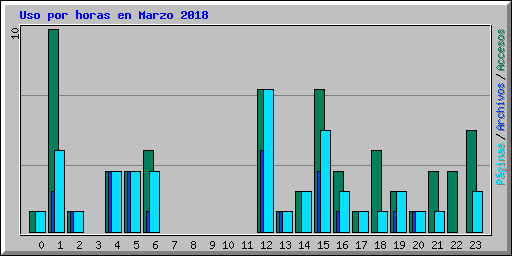 Uso por horas en Marzo 2018
10
Páginas / Archivos / Accesos
0 1 2 3 4 5 6 7 8 9 10 11 12 13 14 15 16 17 18 19 20 21 22 23